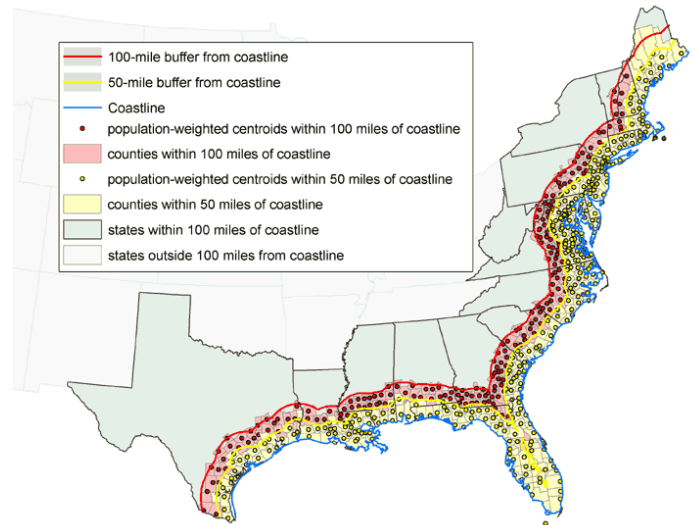 100-mile buffer from coastline
50-mile buffer from coastline
Coastline
population-weighted centroids within 100 miles of coastline
counties within 100 miles of coastline
population-weighted centroids within 50 miles of coastline
counties within 50 miles of coastline
states within 100 miles of coastline
states outside 100 miles from coastline